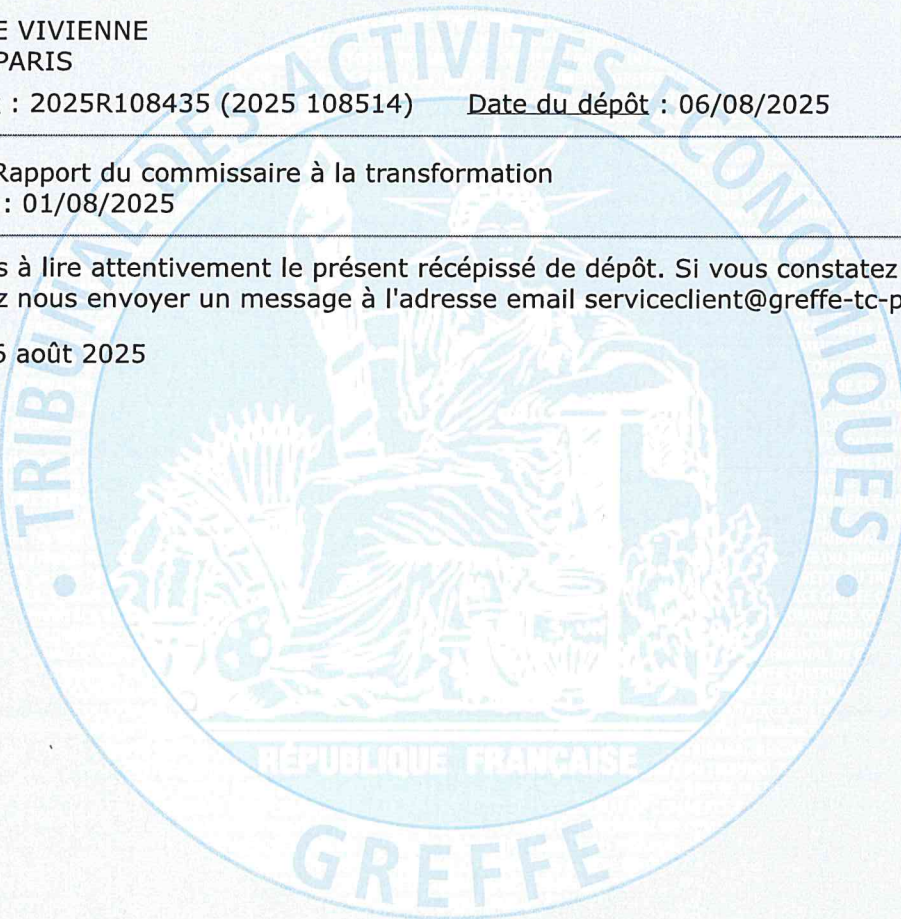 E VIVIENNE
PARIS
: 2025R108435 (2025 108514) Date du dépôt : 06/08/2025
Rapport du commissaire à la transformation
: 01/08/2025
s à lire attentivement le présent récépissé de dépôt. Si vous constatez
z nous envoyer un message à l'adresse email serviceclient@greffe-tc-p
août 2025
TRIBUNAL DES ACTIVITES ECONOMIQUES
RÉPUBLIQUE FRANÇAISE
GREFFE